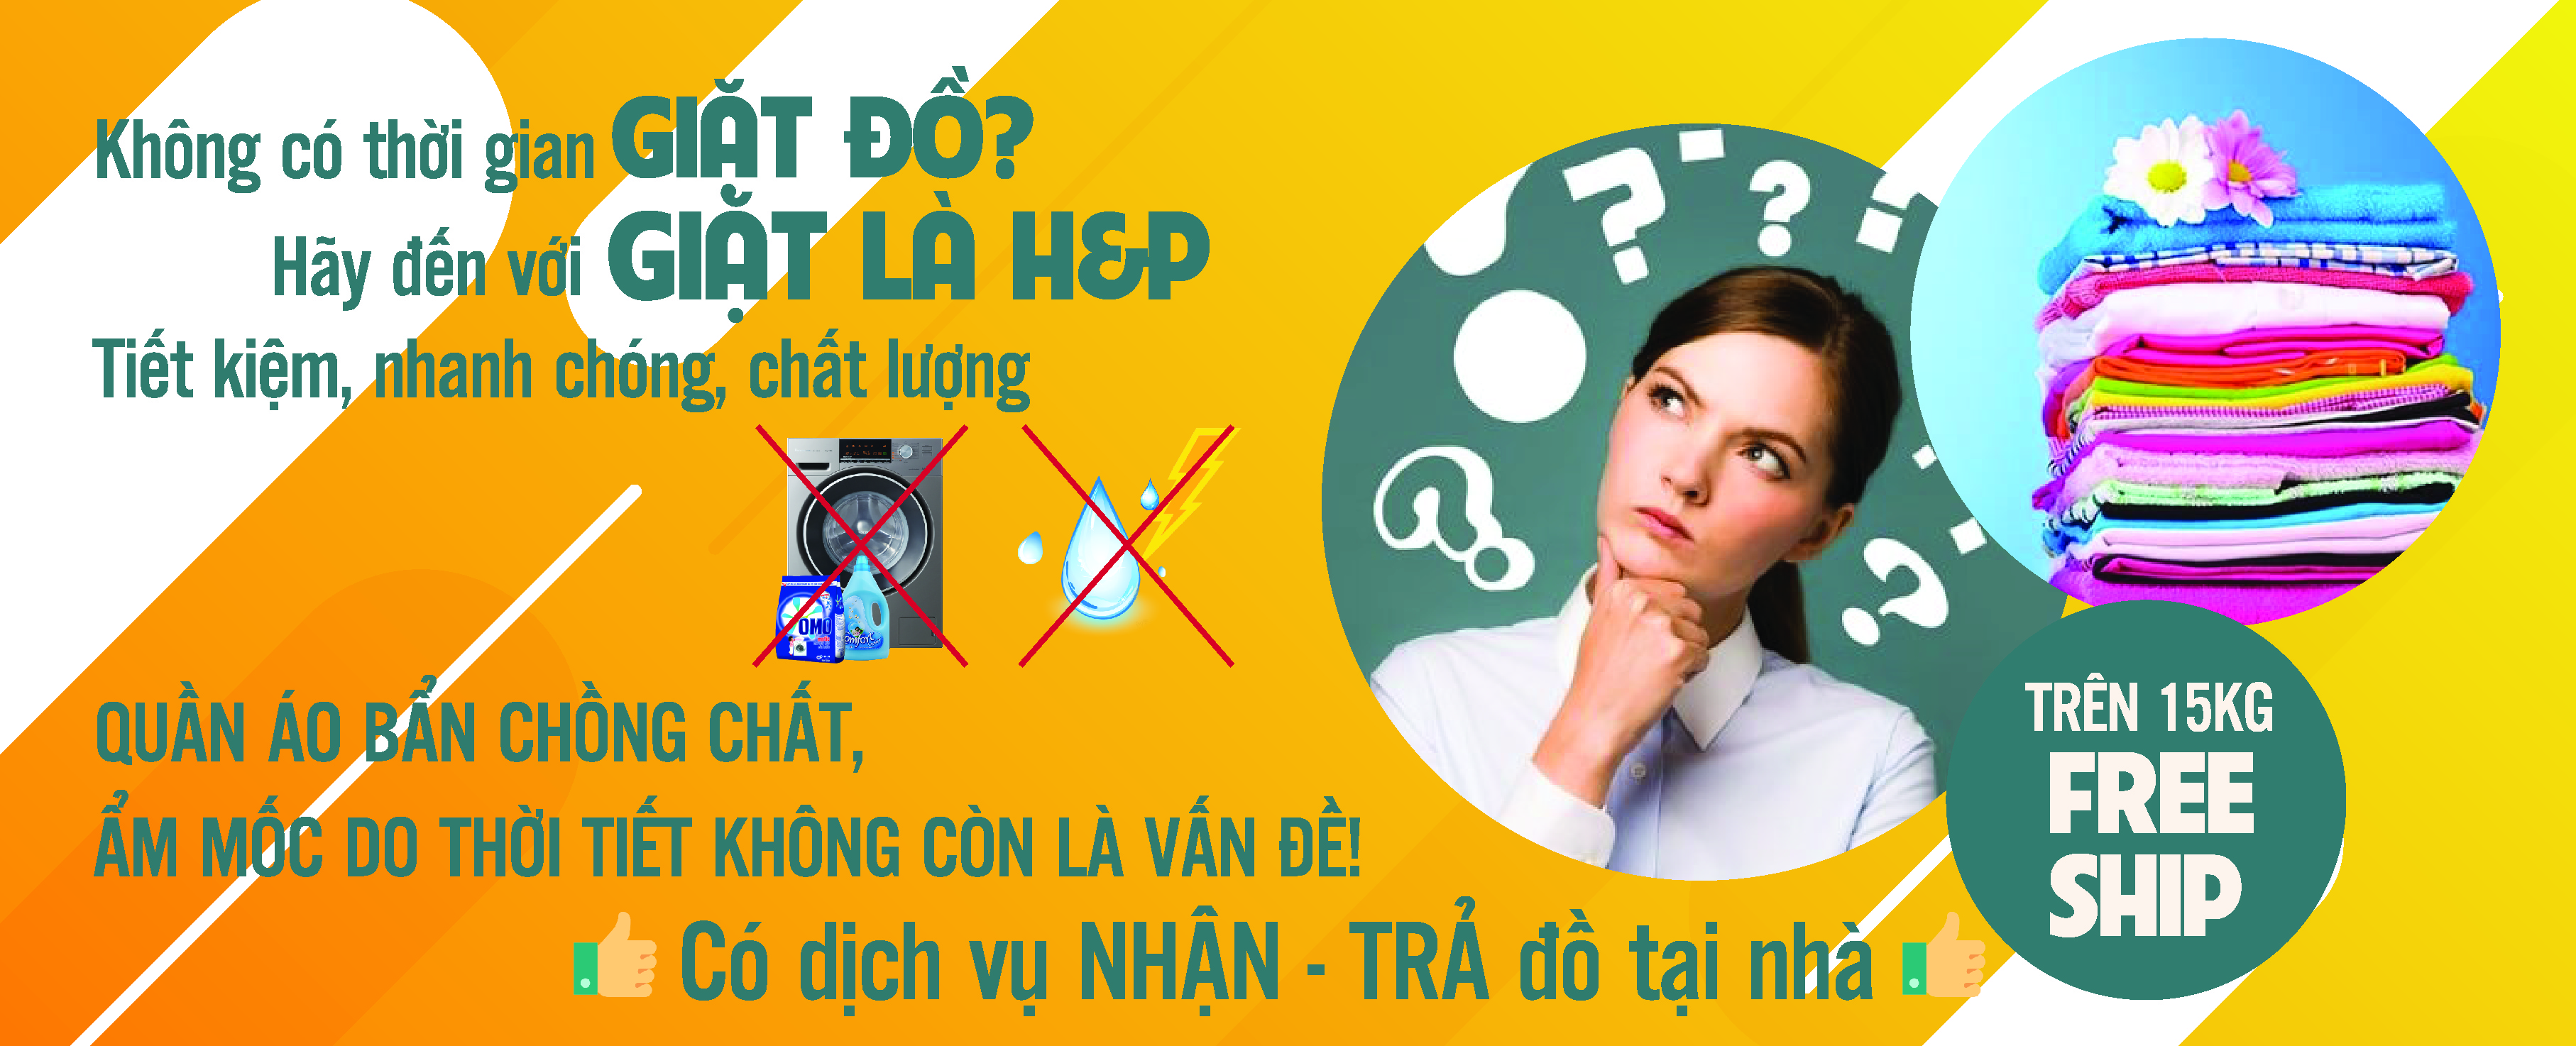 Không có thời gian GIẶT ĐỒ?
Hãy đến với GIẶT LÀ H&P
Tiết kiệm, nhanh chóng, chất lượng
OMO
Comfort
QUẦN ÁO BẨN CHỒNG CHẤT,
ẨM MỐC DO THỜI TIẾT KHÔNG CÒN LÀ VẤN ĐỀ!
Có dịch vụ NHẬN - TRẢ đồ tại nhà
TRÊN 15KG
FREE
SHIP